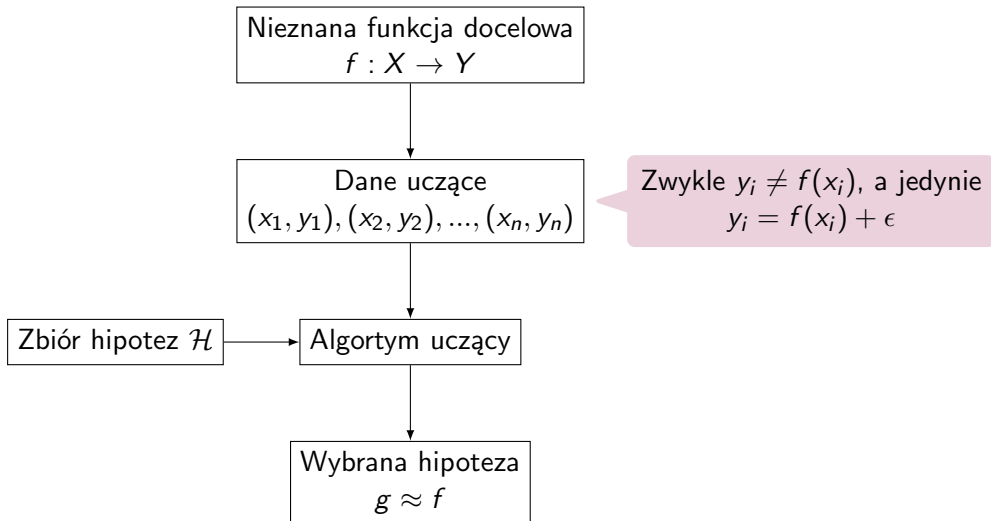 Nieznana funkcja docelowa
f : X → Y
Dane uczące
(x₁, y₁), (x₂, y₂), ..., (xₙ, yₙ)
Zwykle yᵢ ≠ f(xᵢ), a jedynie
yᵢ = f(xᵢ) + ϵ
Zbiór hipotez ℋ
Algortym uczący
Wybrana hipoteza
g ≈ f